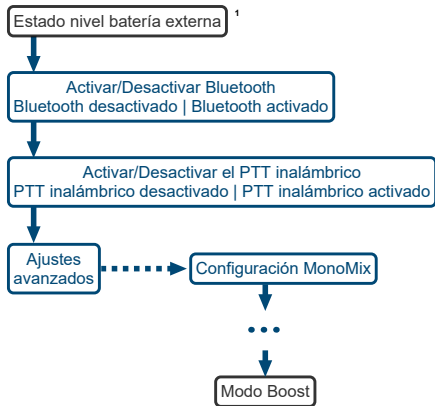 Estado nivel batería externa ¹
Activar/Desactivar Bluetooth
Bluetooth desactivado | Bluetooth activado
Activar/Desactivar el PTT inalámbrico
PTT inalámbrico desactivado | PTT inalámbrico activado
Ajustes
avanzados
Configuración MonoMix
...
Modo Boost